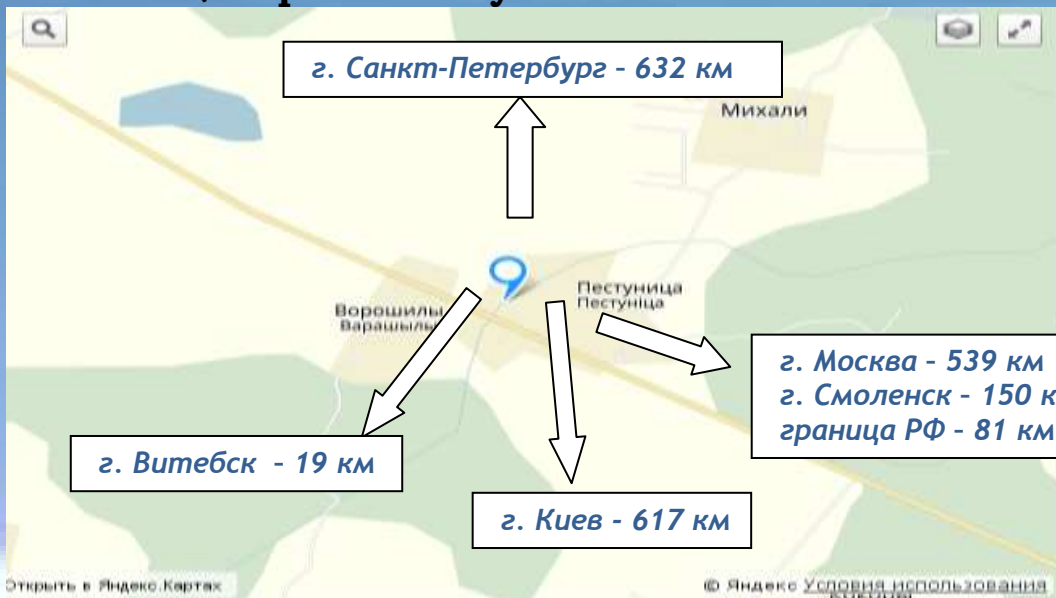 г. Санкт-Петербург - 632 км
Михали
Пестуница
Пестуніца
Ворошилы
Варашылы
г. Москва - 539 км
г. Смоленск - 150 к
граница РФ - 81 км
г. Витебск - 19 км
г. Киев - 617 км
Открыть в Яндекс.Картах
© Яндекс Условия использования